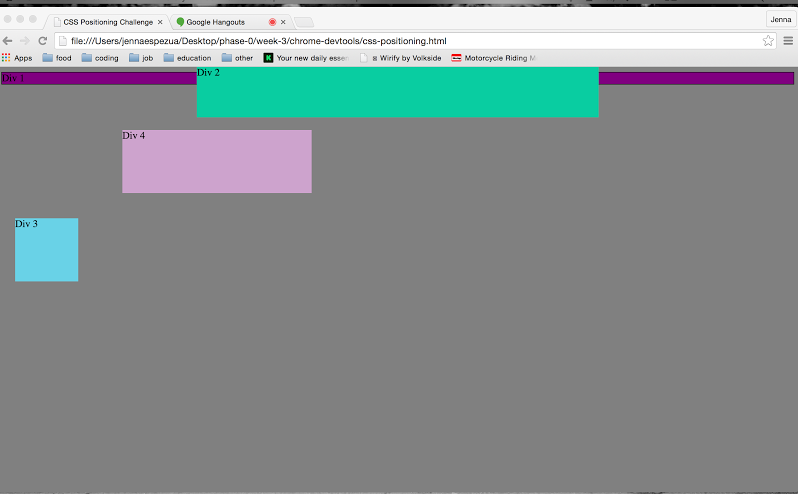 CSS Positioning Challenge
Google Hangouts
Jenna
file:///Users/jennaespezua/Desktop/phase-0/week-3/chrome-devtools/css-positioning.html
Apps food coding job education other Your new daily essen Wirify by Volkside Motorcycle Riding M
Div 1
Div 2
Div 4
Div 3